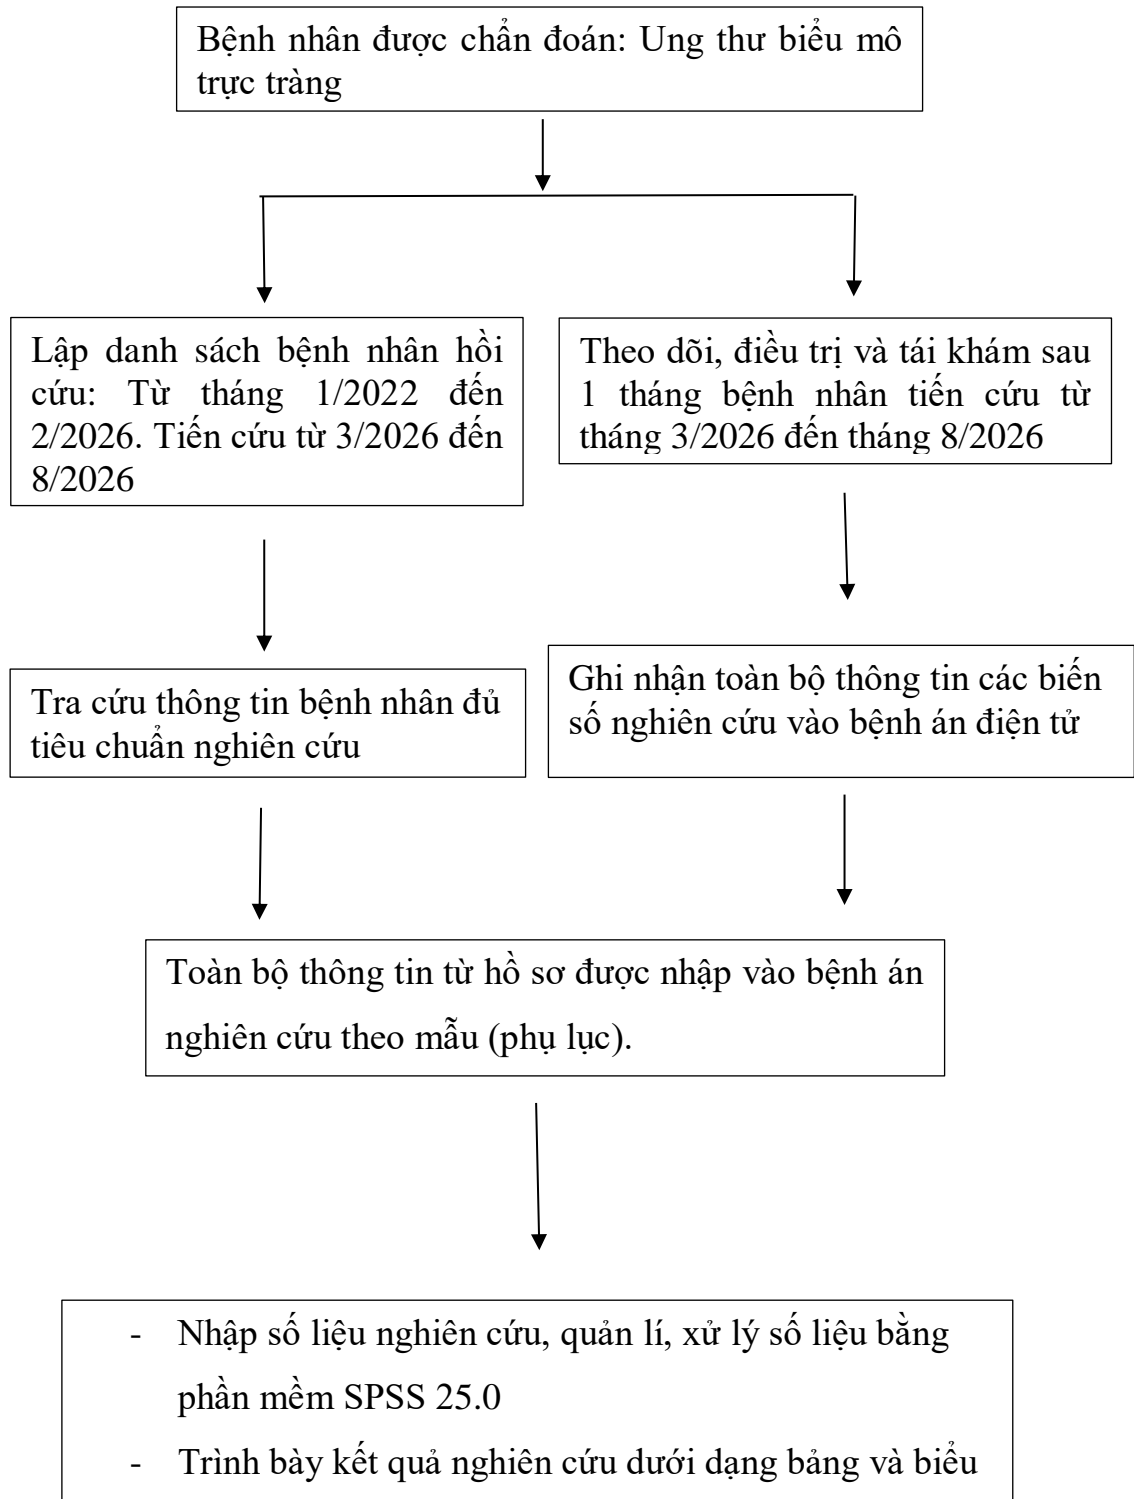 Bệnh nhân được chẩn đoán: Ung thư biểu mô
trực tràng
Lập danh sách bệnh nhân hồi
cứu: Từ tháng 1/2022 đến
2/2026. Tiến cứu từ 3/2026 đến
8/2026
Theo dõi, điều trị và tái khám sau
1 tháng bệnh nhân tiến cứu từ
tháng 3/2026 đến tháng 8/2026
Tra cứu thông tin bệnh nhân đủ
tiêu chuẩn nghiên cứu
Ghi nhận toàn bộ thông tin các biến
số nghiên cứu vào bệnh án điện tử
Toàn bộ thông tin từ hồ sơ được nhập vào bệnh án
nghiên cứu theo mẫu (phụ lục).
- Nhập số liệu nghiên cứu, quản lí, xử lý số liệu bằng
phần mềm SPSS 25.0
- Trình bày kết quả nghiên cứu dưới dạng bảng và biểu